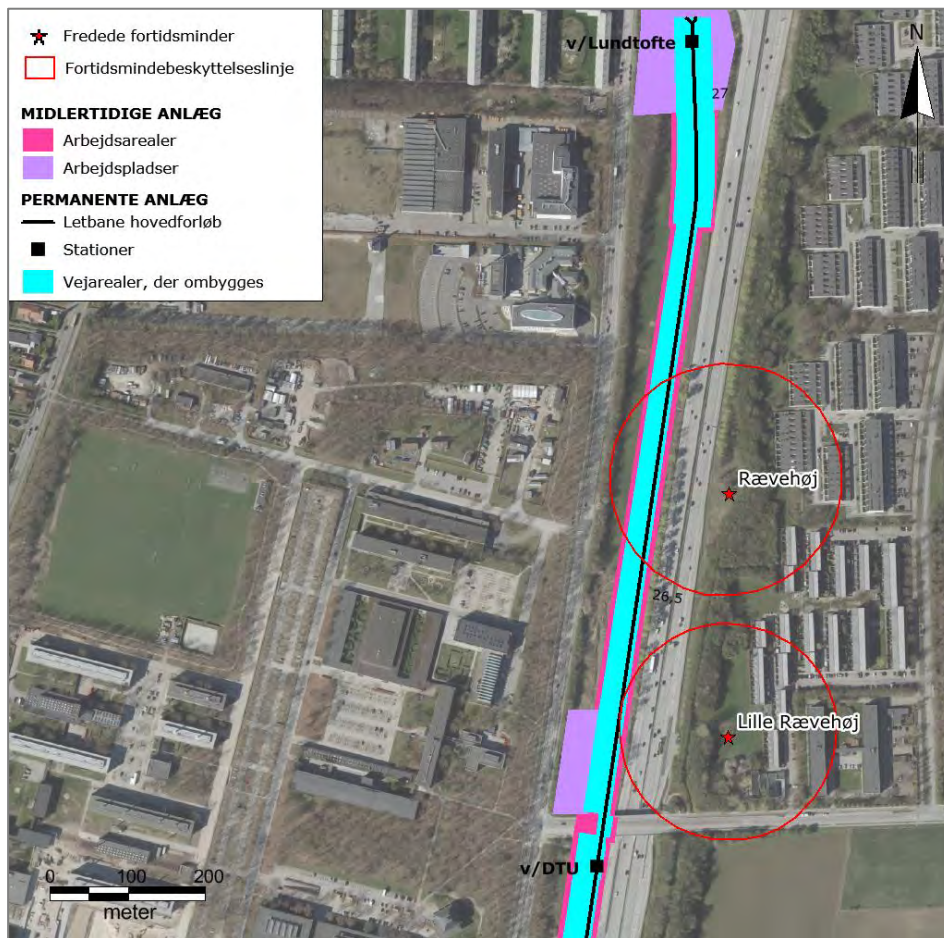 Fredede fortidsminder
Fortidsmindebeskyttelseslinje
MIDLERTIDIGE ANLÆG
Arbejdsarealer
Arbejdspladser
PERMANENTE ANLÆG
Letbane hovedforløb
Stationer
Vejarealer, der ombygges
v/Lundtofte
N
27
Rævehøj
26,5
Lille Rævehøj
v/DTU
0 100 200
meter